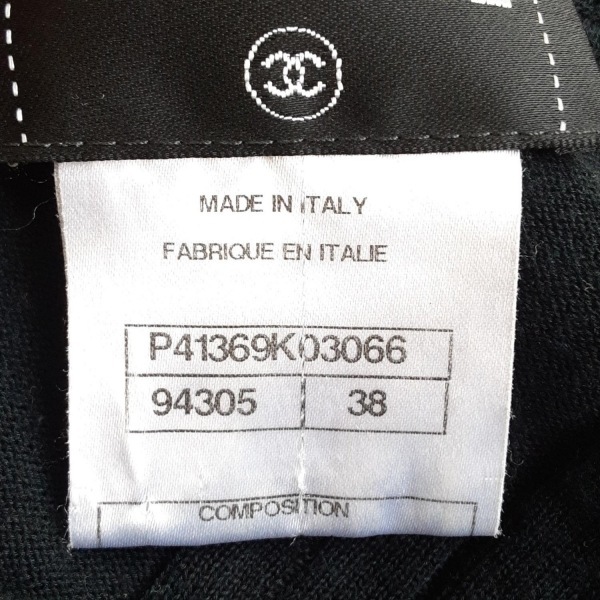 MADE IN ITALY
FABRIQUE EN ITALIE
P41369K03066
94305 38
COMPOSITION